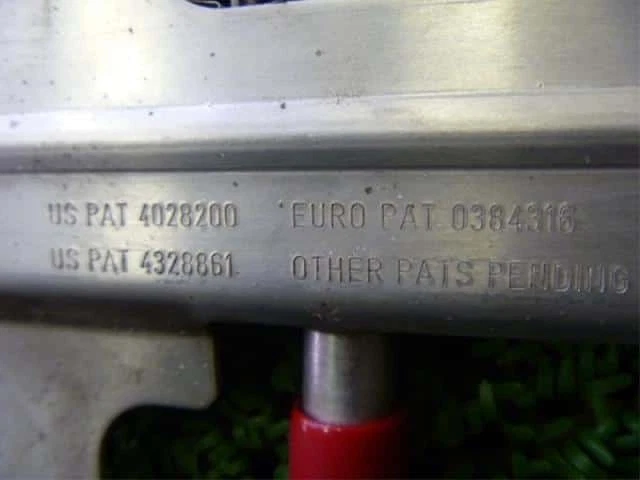 US PAT 4028200 EURO PAT 0384316
US PAT 4328861 OTHER PATS PENDING